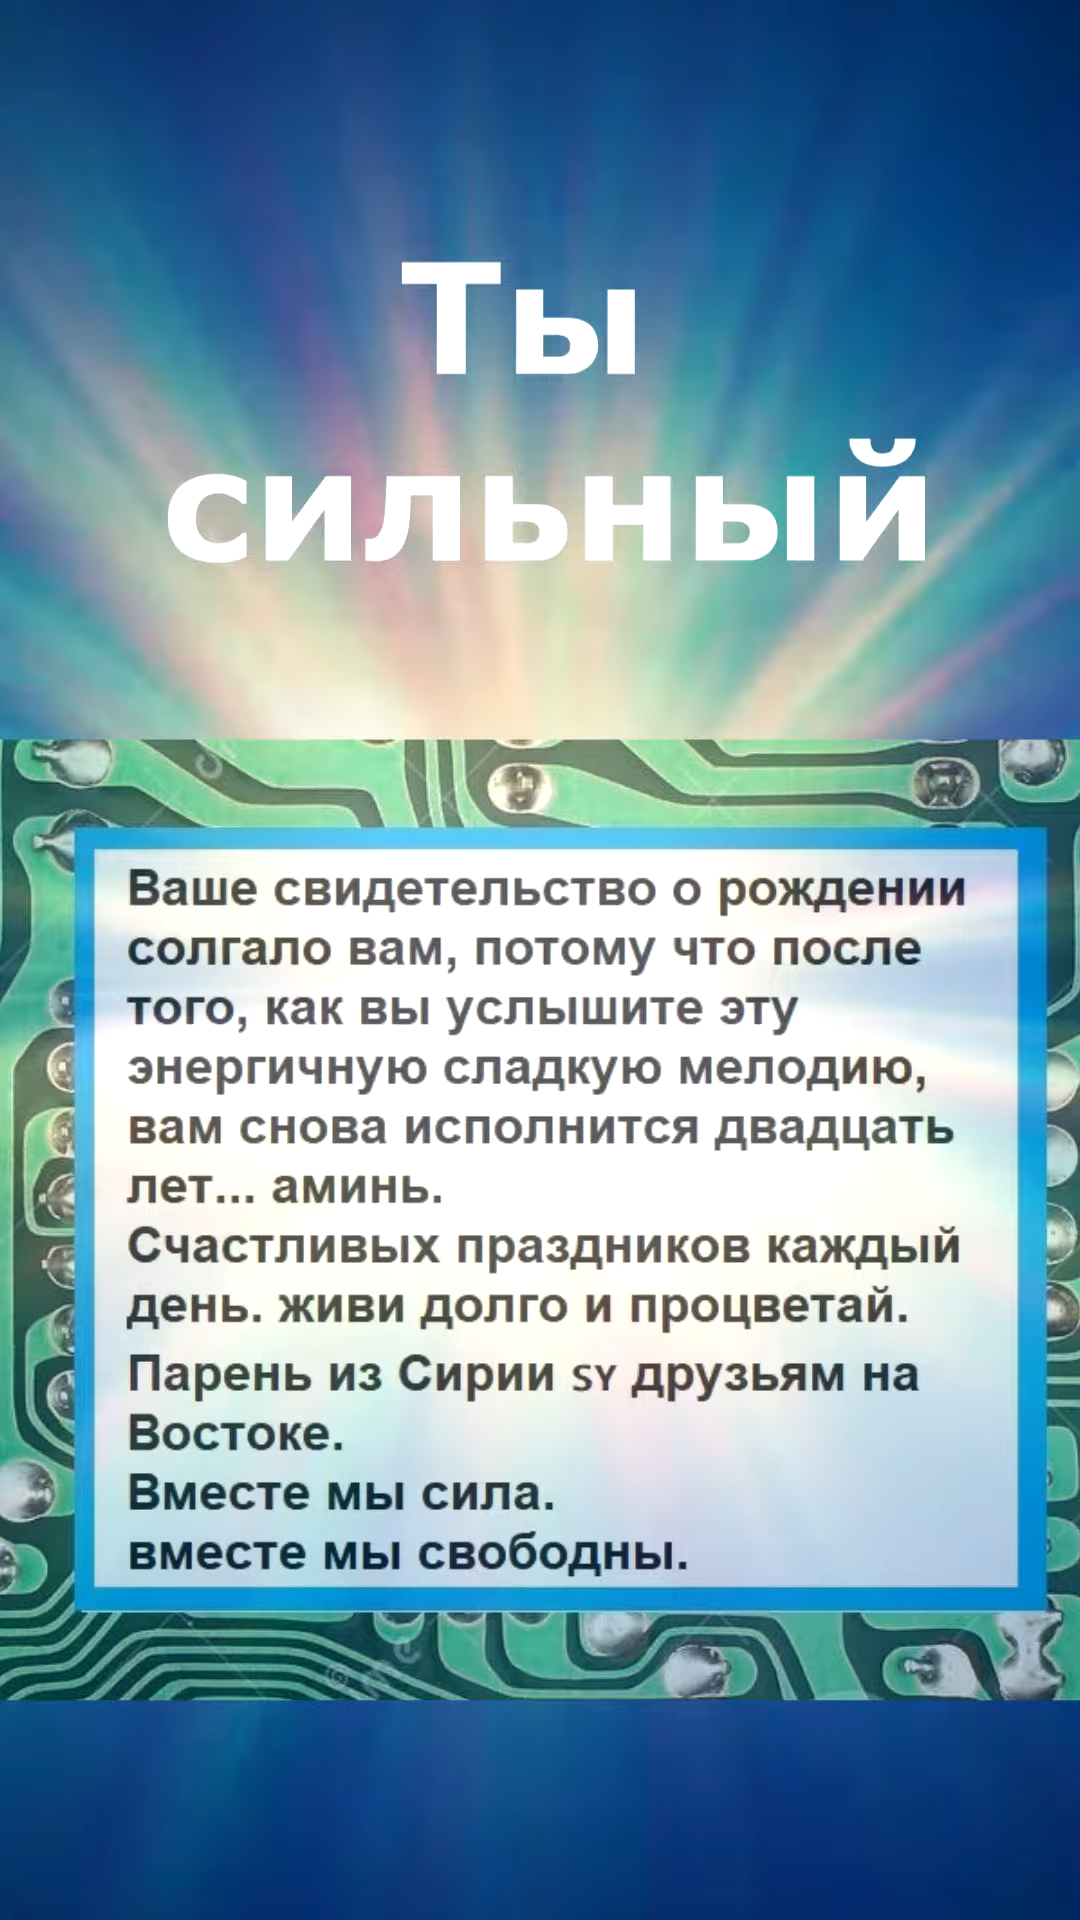 Ты
сильный
Ваше свидетельство о рождении
солгало вам, потому что после
того, как вы услышите эту
энергичную сладкую мелодию,
вам снова исполнится двадцать
лет... аминь.
Счастливых праздников каждый
день. живи долго и процветай.
Парень из Сирии SY друзьям на
Востоке.
Вместе мы сила.
вместе мы свободны.